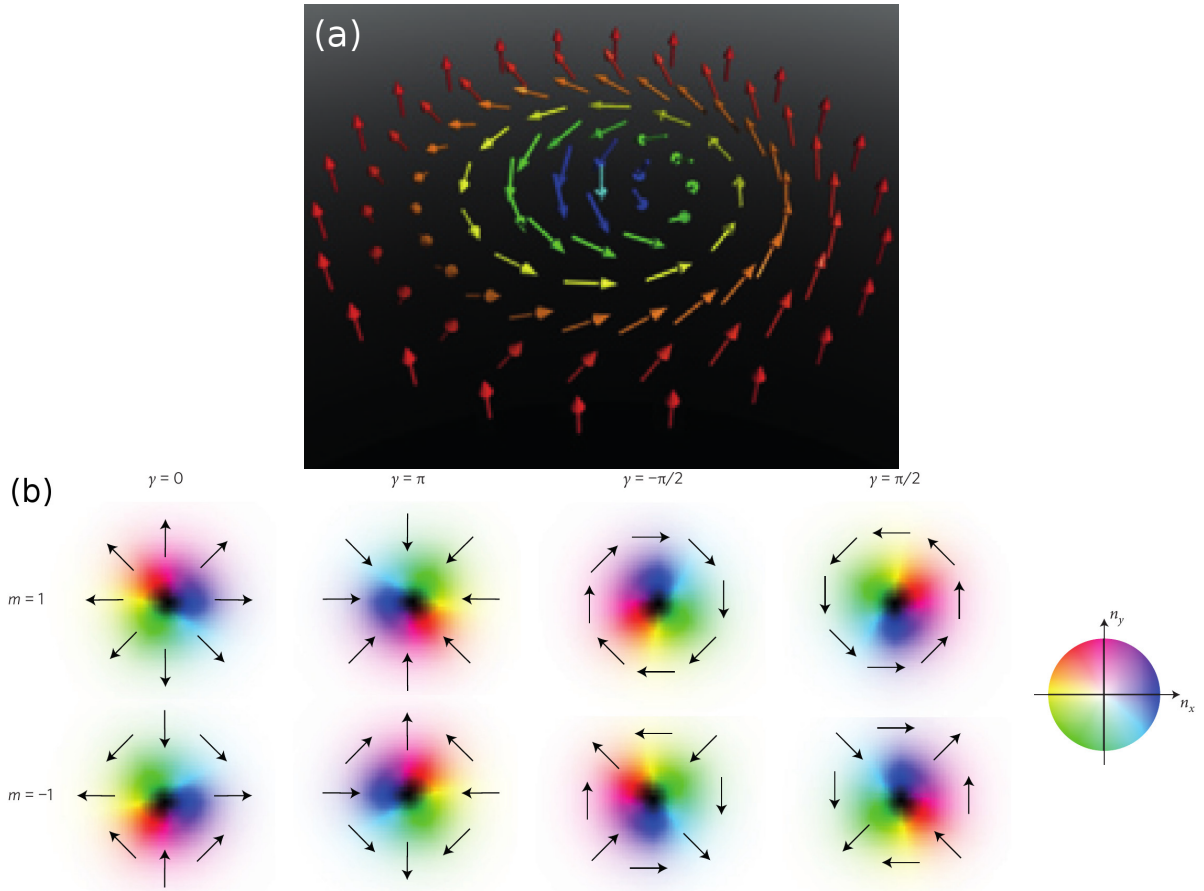 (a)
(b)
γ = 0
γ = π
γ = −π/2
γ = π/2
m = 1
m = −1
n_y
n_x